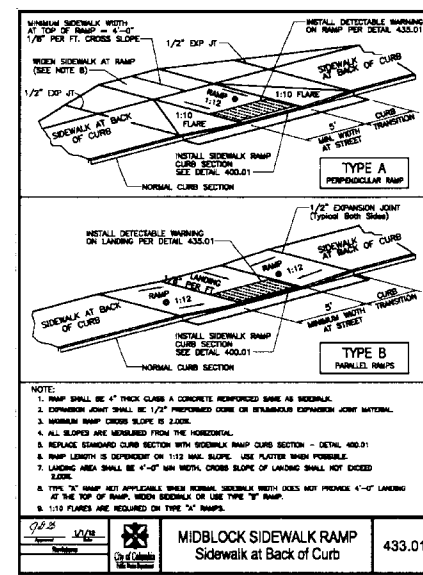 MINIMUM SIDEWALK WIDTH
AT TOP OF RAMP = 4'-0"
1/8" PER FT. CROSS SLOPE
1/2" EXP JT
INSTALL DETECTABLE WARNING
ON RAMP PER DETAIL 435.01
WIDEN SIDEWALK AT RAMP
(SEE NOTE 8)
1/2" EXP JT
SIDEWALK AT
BACK OF CURB
RAMP
1:12
1:10 FLARE
1:10
FLARE
SIDEWALK AT BACK
OF CURB
5'
MIN. WIDTH
AT STREET
CURB
TRANSITION
INSTALL SIDEWALK RAMP
CURB SECTION
SEE DETAIL 400.01
NORMAL CURB SECTION
TYPE A
PERPENDICULAR RAMP
1/2" EXPANSION JOINT
(Typical Both Sides)
INSTALL DETECTABLE WARNING
ON LANDING PER DETAIL 435.01
SIDEWALK AT
BACK OF CURB
RAMP
1:12
LANDING
1/8" PER FT.
RAMP
1:12
SIDEWALK AT BACK
OF CURB
5'
MINIMUM WIDTH
AT STREET
CURB
TRANSITION
INSTALL SIDEWALK RAMP
CURB SECTION
SEE DETAIL 400.01
NORMAL CURB SECTION
TYPE B
PARALLEL RAMPS
NOTE:
1. RAMP SHALL BE 4" THICK CLASS A CONCRETE REINFORCED SAME AS SIDEWALK.
2. EXPANSION JOINT SHALL BE 1/2" PREFORMED CORK OR BITUMINOUS EXPANSION JOINT MATERIAL.
3. MAXIMUM RAMP CROSS SLOPE IS 2.00%.
4. ALL SLOPES ARE MEASURED FROM THE HORIZONTAL.
5. REPLACE STANDARD CURB SECTION WITH SIDEWALK RAMP CURB SECTION - DETAIL 400.01
6. RAMP LENGTH IS DEPENDENT ON 1:12 MAX. SLOPE. USE FLATTER WHEN POSSIBLE.
7. LANDING AREA SHALL BE 4'-0" MIN WIDTH. CROSS SLOPE OF LANDING SHALL NOT EXCEED
2.00%.
8. TYPE "A" RAMP NOT APPLICABLE WHEN NORMAL SIDEWALK WIDTH DOES NOT PROVIDE 4'-0" LANDING
AT THE TOP OF RAMP. WIDEN SIDEWALK OR USE TYPE "B" RAMP.
9. 1:10 FLARES ARE REQUIRED ON TYPE "A" RAMPS.
1/1/12
Approved Date
City of Columbia
Public Works Department
MIDBLOCK SIDEWALK RAMP
Sidewalk at Back of Curb
433.01